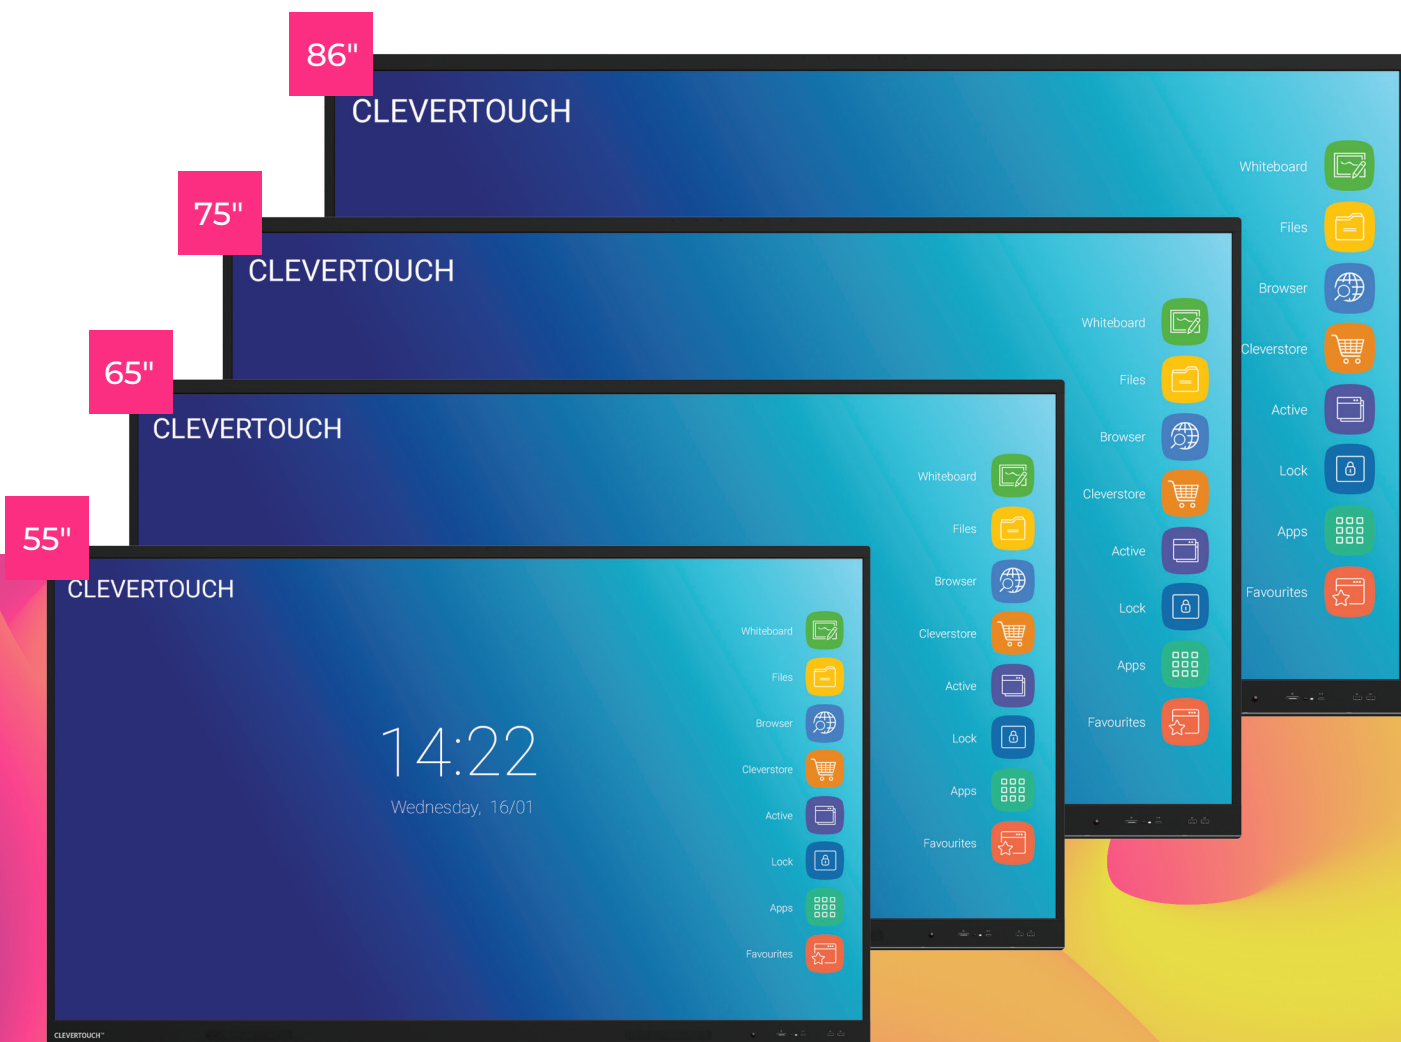 86"
CLEVERTOUCH
Whiteboard
Files
Browser
Cleverstore
Active
Lock
Apps
Favourites
75"
CLEVERTOUCH
Whiteboard
Files
Browser
Cleverstore
Active
Lock
Apps
Favourites
65"
CLEVERTOUCH
Whiteboard
Files
Browser
Cleverstore
Active
Lock
Apps
Favourites
55"
CLEVERTOUCH
14:22
Wednesday, 16/01
Whiteboard
Files
Browser
Cleverstore
Active
Lock
Apps
Favourites
CLEVERTOUCH™